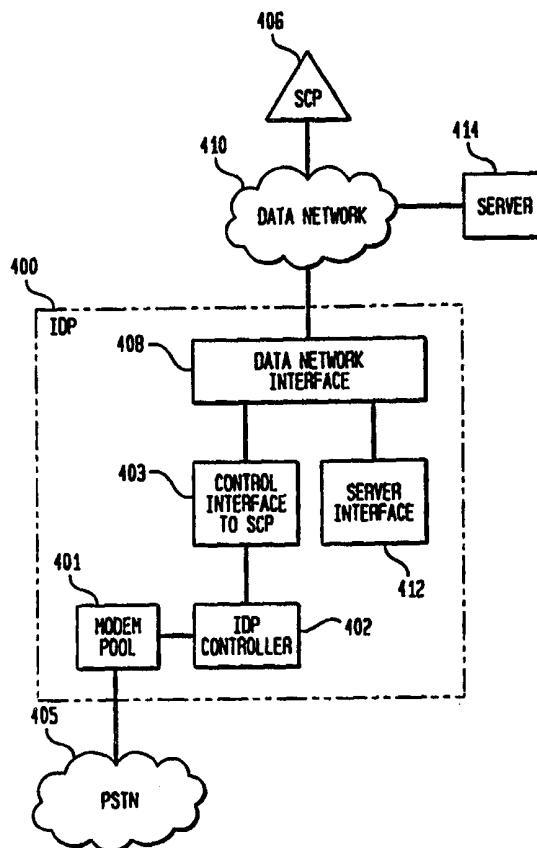 406
SCP
410
414
DATA NETWORK
SERVER
400
IDP
408
DATA NETWORK
INTERFACE
403
CONTROL
INTERFACE
TO SCP
SERVER
INTERFACE
412
401
MODEM
POOL
IDP
CONTROLLER
402
405
PSTN